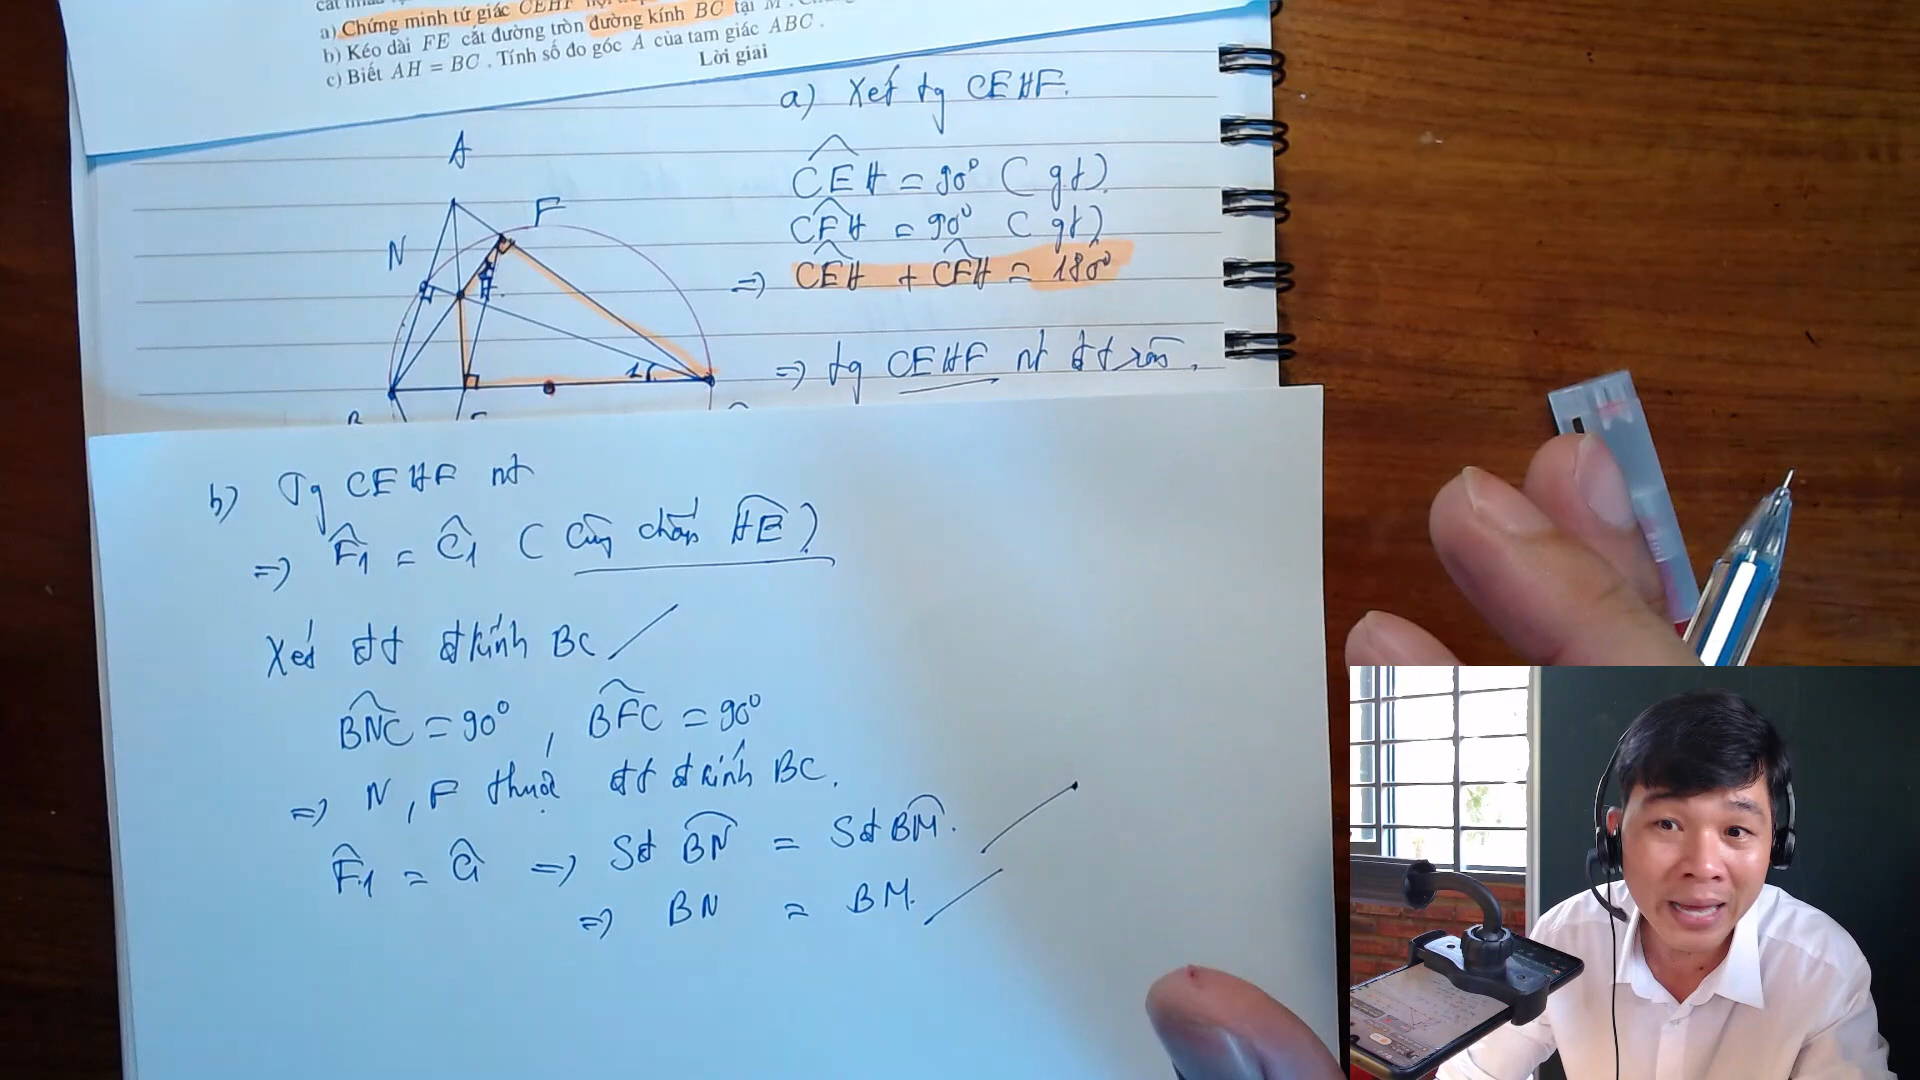 a) Chứng minh tứ giác CEHF
b) Kéo dài FE cắt đường tròn đường kính BC tại M.
c) Biết AH = BC. Tính số đo góc A của tam giác ABC.
Lời giải
a) Xét tg CEHF.
CEH = 90° (gt)
CFH = 90° (gt)
=> CEH + CFH = 180°
=> tg CEHF nt đt tròn.
A
F
N
H
1
1
b) Tg CEHF nt
=> F1 = C1 (cùng chắn HE)
Xét đt đkính BC
BNC = 90°, BFC = 90°
=> N, F thuộc đt đkính BC.
F1 = C1 => Sđ BN = Sđ BM.
=> BN = BM.